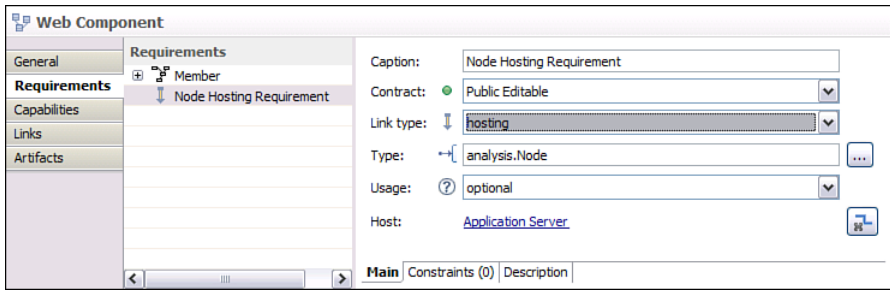 Web Component
General
Requirements
Capabilities
Links
Artifacts
Requirements
Member
Node Hosting Requirement
Caption: Node Hosting Requirement
Contract: Public Editable
Link type: hosting
Type: analysis.Node ...
Usage: optional
Host: Application Server
Main Constraints (0) Description